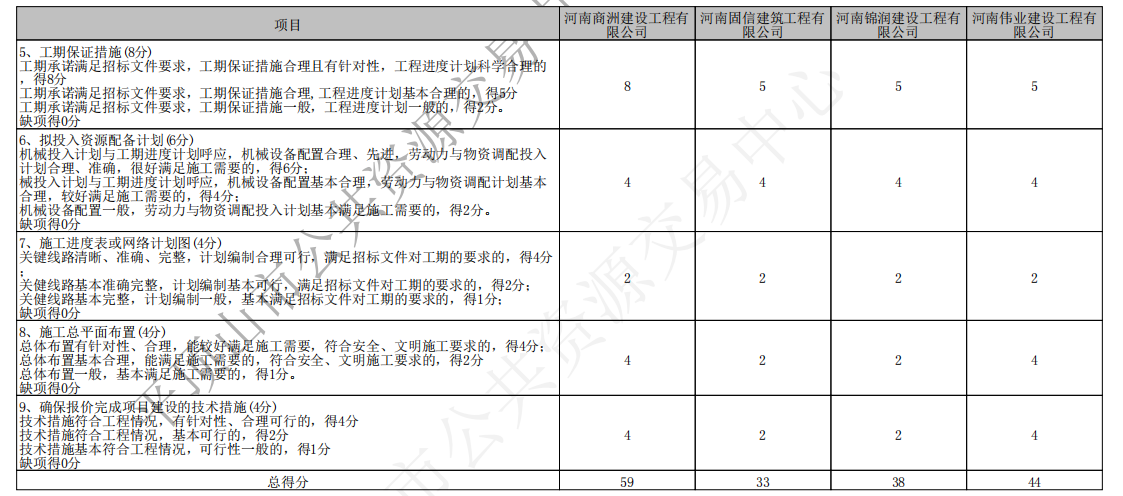 项目
河南商洲建设工程有限公司
河南固信建筑工程有限公司
河南锦润建设工程有限公司
河南伟业建设工程有限公司
5、工期保证措施(8分)
工期承诺满足招标文件要求，工期保证措施合理且有针对性，工程进度计划科学合理的
，得8分
工期承诺满足招标文件要求，工期保证措施合理,工程进度计划基本合理的，得5分
工期承诺满足招标文件要求，工期保证措施一般，工程进度计划一般的，得2分。
缺项得0分
8
5
5
5
6、拟投入资源配备计划(6分)
机械投入计划与工期进度计划呼应，机械设备配置合理、先进，劳动力与物资调配投入
计划合理、准确，很好满足施工需要的，得6分；
械投入计划与工期进度计划呼应，机械设备配置基本合理，劳动力与物资调配计划基本
合理，较好满足施工需要的，得4分；
机械设备配置一般，劳动力与物资调配投入计划基本满足施工需要的，得2分。
缺项得0分
4
4
4
4
7、施工进度表或网络计划图(4分)
关键线路清晰、准确、完整，计划编制合理可行，满足招标文件对工期的要求的，得4分
；
关健线路基本准确完整，计划编制基本可行，满足招标文件对工期的要求的，得2分；
关健线路基本完整，计划编制一般，基本满足招标文件对工期的要求的，得1分；
缺项得0分
2
2
2
2
8、施工总平面布置(4分)
总体布置有针对性、合理，能较好满足施工需要，符合安全、文明施工要求的，得4分；
总体布置基本合理，能满足施工需要的，符合安全、文明施工要求的，得2分
总体布置一般，基本满足施工需要的，得1分。
缺项得0分
4
2
2
4
9、确保报价完成项目建设的技术措施(4分)
技术措施符合工程情况，有针对性、合理可行的，得4分
技术措施符合工程情况，基本可行的，得2分
技术措施基本符合工程情况，可行性一般的，得1分
缺项得0分
4
2
2
4
总得分
59
33
38
44
平顶山市公共资源交易中
市公共资源交易中心